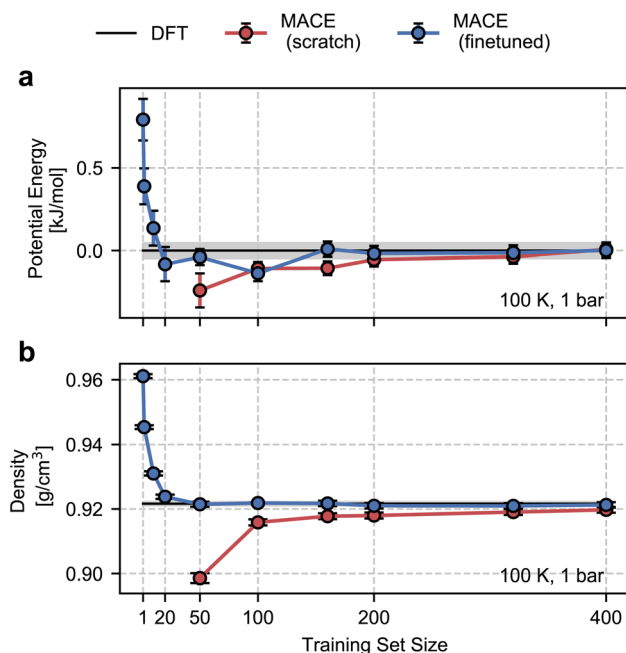 DFT
MACE
(scratch)
MACE
(finetuned)
a
Potential Energy
[kJ/mol]
0.5
0.0
100 K, 1 bar
b
Density
[g/cm³]
0.96
0.94
0.92
0.90
100 K, 1 bar
1 20 50 100 200 400
Training Set Size